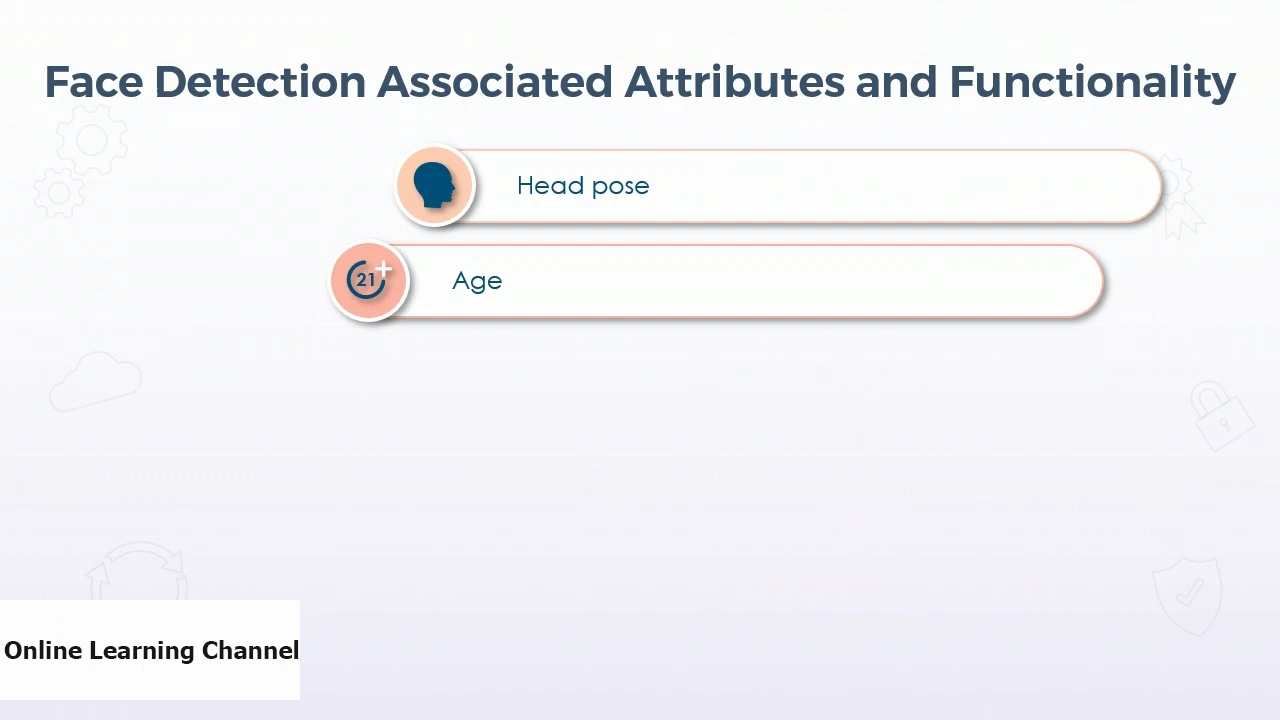 Face Detection Associated Attributes and Functionality
Head pose
21
Age
Online Learning Channel